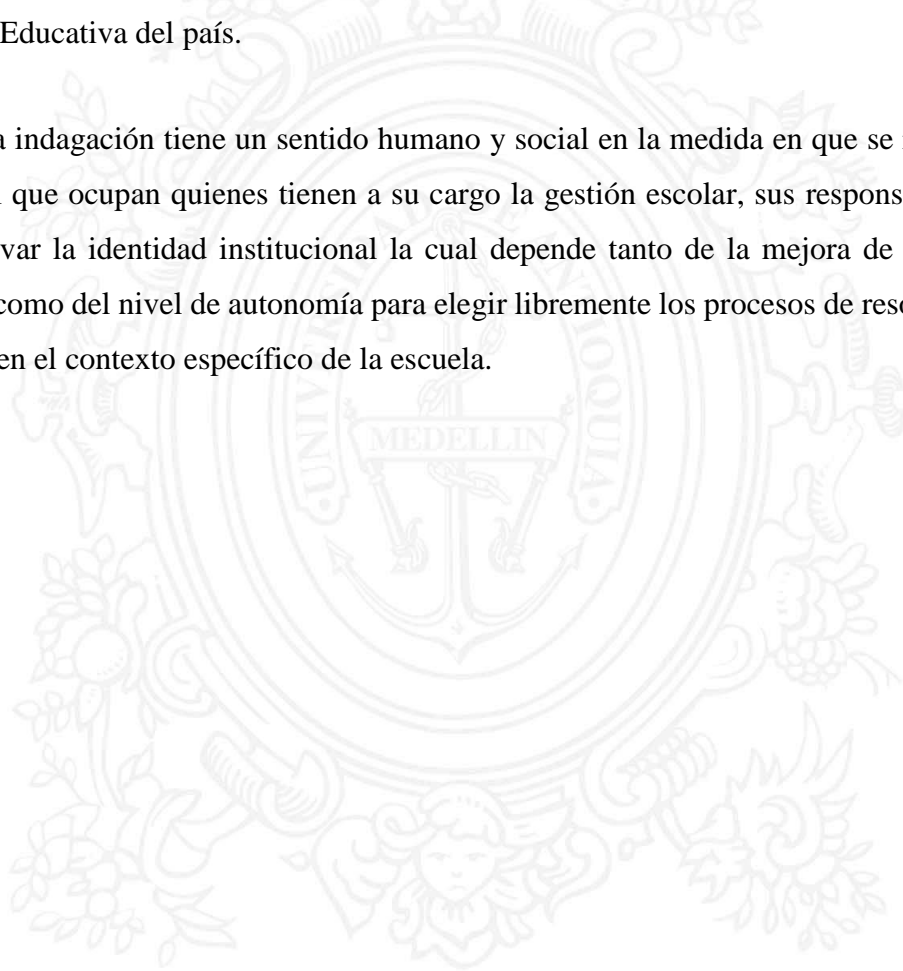 Educativa del país.
a indagación tiene un sentido humano y social en la medida en que se
que ocupan quienes tienen a su cargo la gestión escolar, sus respons
var la identidad institucional la cual depende tanto de la mejora de
como del nivel de autonomía para elegir libremente los procesos de reso
en el contexto específico de la escuela.
MEDELLIN